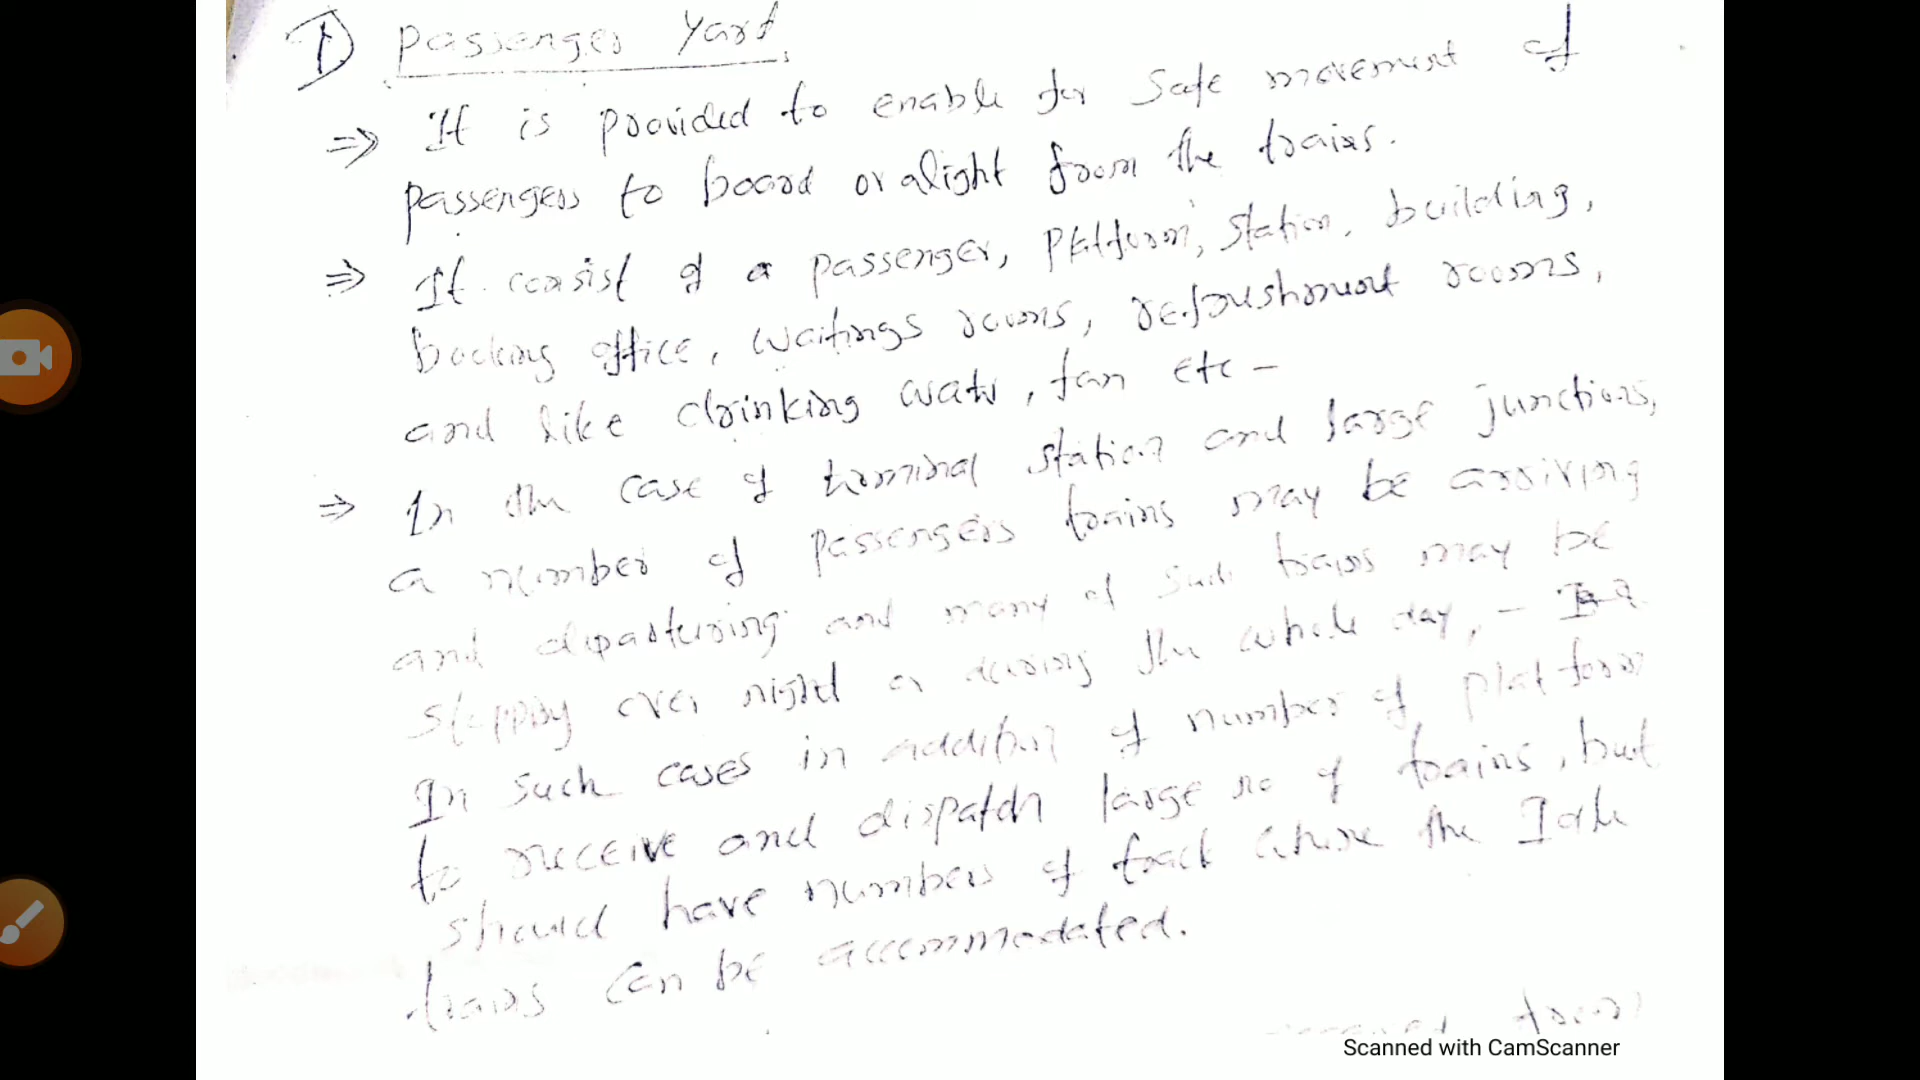 ① Passenger Yard
⇒ It is provided to enable for safe movement of
passengers to board or alight from the trains.
⇒ It consist of a passenger, Platform, station, building,
booking office, waitings rooms, refreshment rooms,
and like drinking water, fan etc -
⇒ In the case of terminal station and large junctions,
a number of passengers trains may be arriving
and departuring and many of such trains may be
stopping over night or during the whole day, -
In such cases in addition of number of platform
to receive and dispatch large no of trains, but
should have numbers of track where the Idle
trains can be accommodated.
Scanned with CamScanner